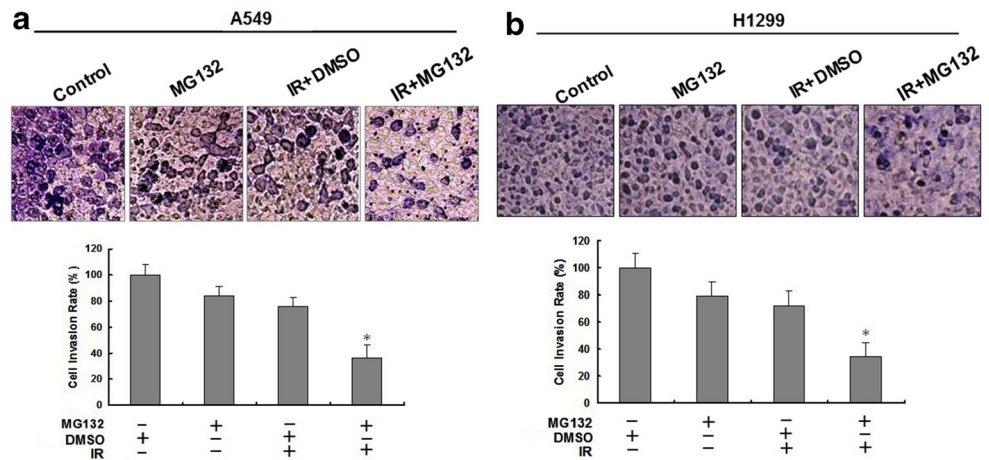 a
A549
Control MG132 IR+DMSO IR+MG132
Cell Invasion Rate (%)
120
100
80
60
40
20
0
*
MG132 – + – +
DMSO + – + –
IR – – + +
b
H1299
Control MG132 IR+DMSO IR+MG132
Cell Invasion Rate (%)
120
100
80
60
40
20
0
*
MG132 – + – +
DMSO + – + –
IR – – + +